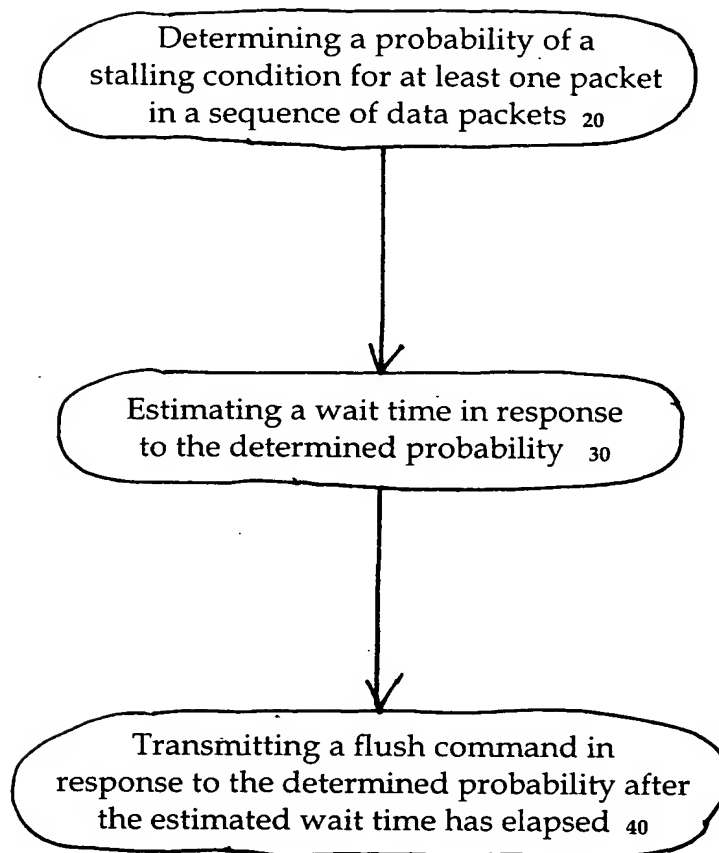 Determining a probability of a
stalling condition for at least one packet
in a sequence of data packets 20
Estimating a wait time in response
to the determined probability 30
Transmitting a flush command in
response to the determined probability after
the estimated wait time has elapsed 40